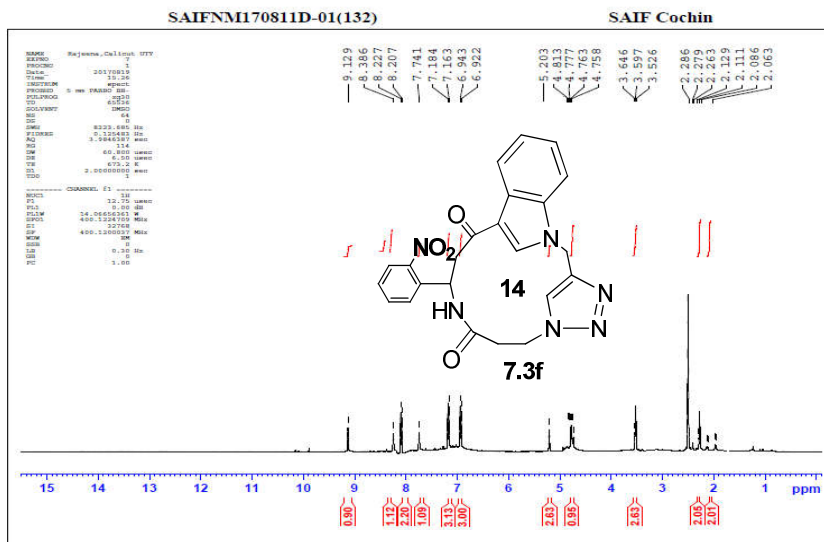 SAIFNM170811D-01(132) SAIF Cochin
NAME Rajeena,Calicut UTY
EXPNO 7
PROCNO 1
Date_ 20170819
Time 15.26
INSTRUM spect
PROBHD 5 mm PABBO BB-
PULPROG zg30
TD 65536
SOLVENT DMSO
NS 64
DS 0
SWH 8223.685 Hz
FIDRES 0.125483 Hz
AQ 3.9846387 sec
RG 114
DW 60.800 usec
DE 6.50 usec
TE 673.2 K
D1 2.00000000 sec
TD0 1
======== CHANNEL f1 ========
NUC1 1H
P1 12.75 usec
PL1 0.00 dB
PL1W 14.06656361 W
SFO1 400.1324709 MHz
SI 32768
SF 400.1200037 MHz
WDW EM
SSB 0
LB 0.30 Hz
GB 0
PC 1.00
9.129
8.386
8.227
8.207
7.741
7.184
7.163
6.943
6.922
5.203
4.813
4.777
4.763
4.758
3.646
3.597
3.526
2.286
2.279
2.263
2.129
2.111
2.086
2.063
O
NO2
N
14
HN
N
N
N
O
7.3f
15 14 13 12 11 10 9 8 7 6 5 4 3 2 1 ppm
0.90
1.12
2.20
1.09
3.13
3.00
2.63
0.95
2.63
2.05
2.01